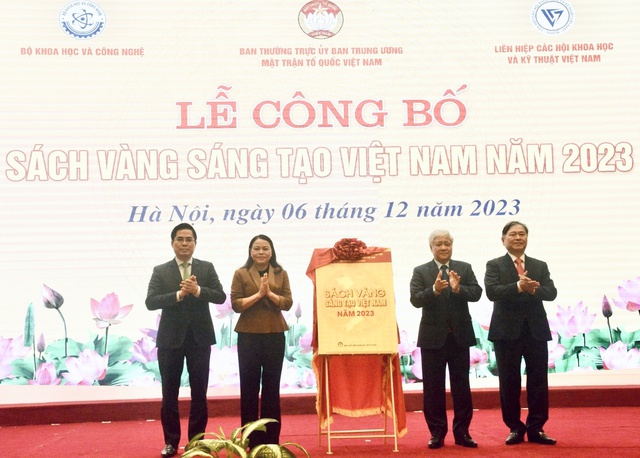 BỘ KHOA HỌC VÀ CÔNG NGHỆ
BAN THƯỜNG TRỰC ỦY BAN TRUNG ƯƠNG
MẶT TRẬN TỔ QUỐC VIỆT NAM
LIÊN HIỆP CÁC HỘI KHOA HỌC
VÀ KỸ THUẬT VIỆT NAM
LỄ CÔNG BỐ
SÁCH VÀNG SÁNG TẠO VIỆT NAM NĂM 2023
Hà Nội, ngày 06 tháng 12 năm 2023
SÁCH VÀNG
SÁNG TẠO VIỆT NAM
NĂM 2023